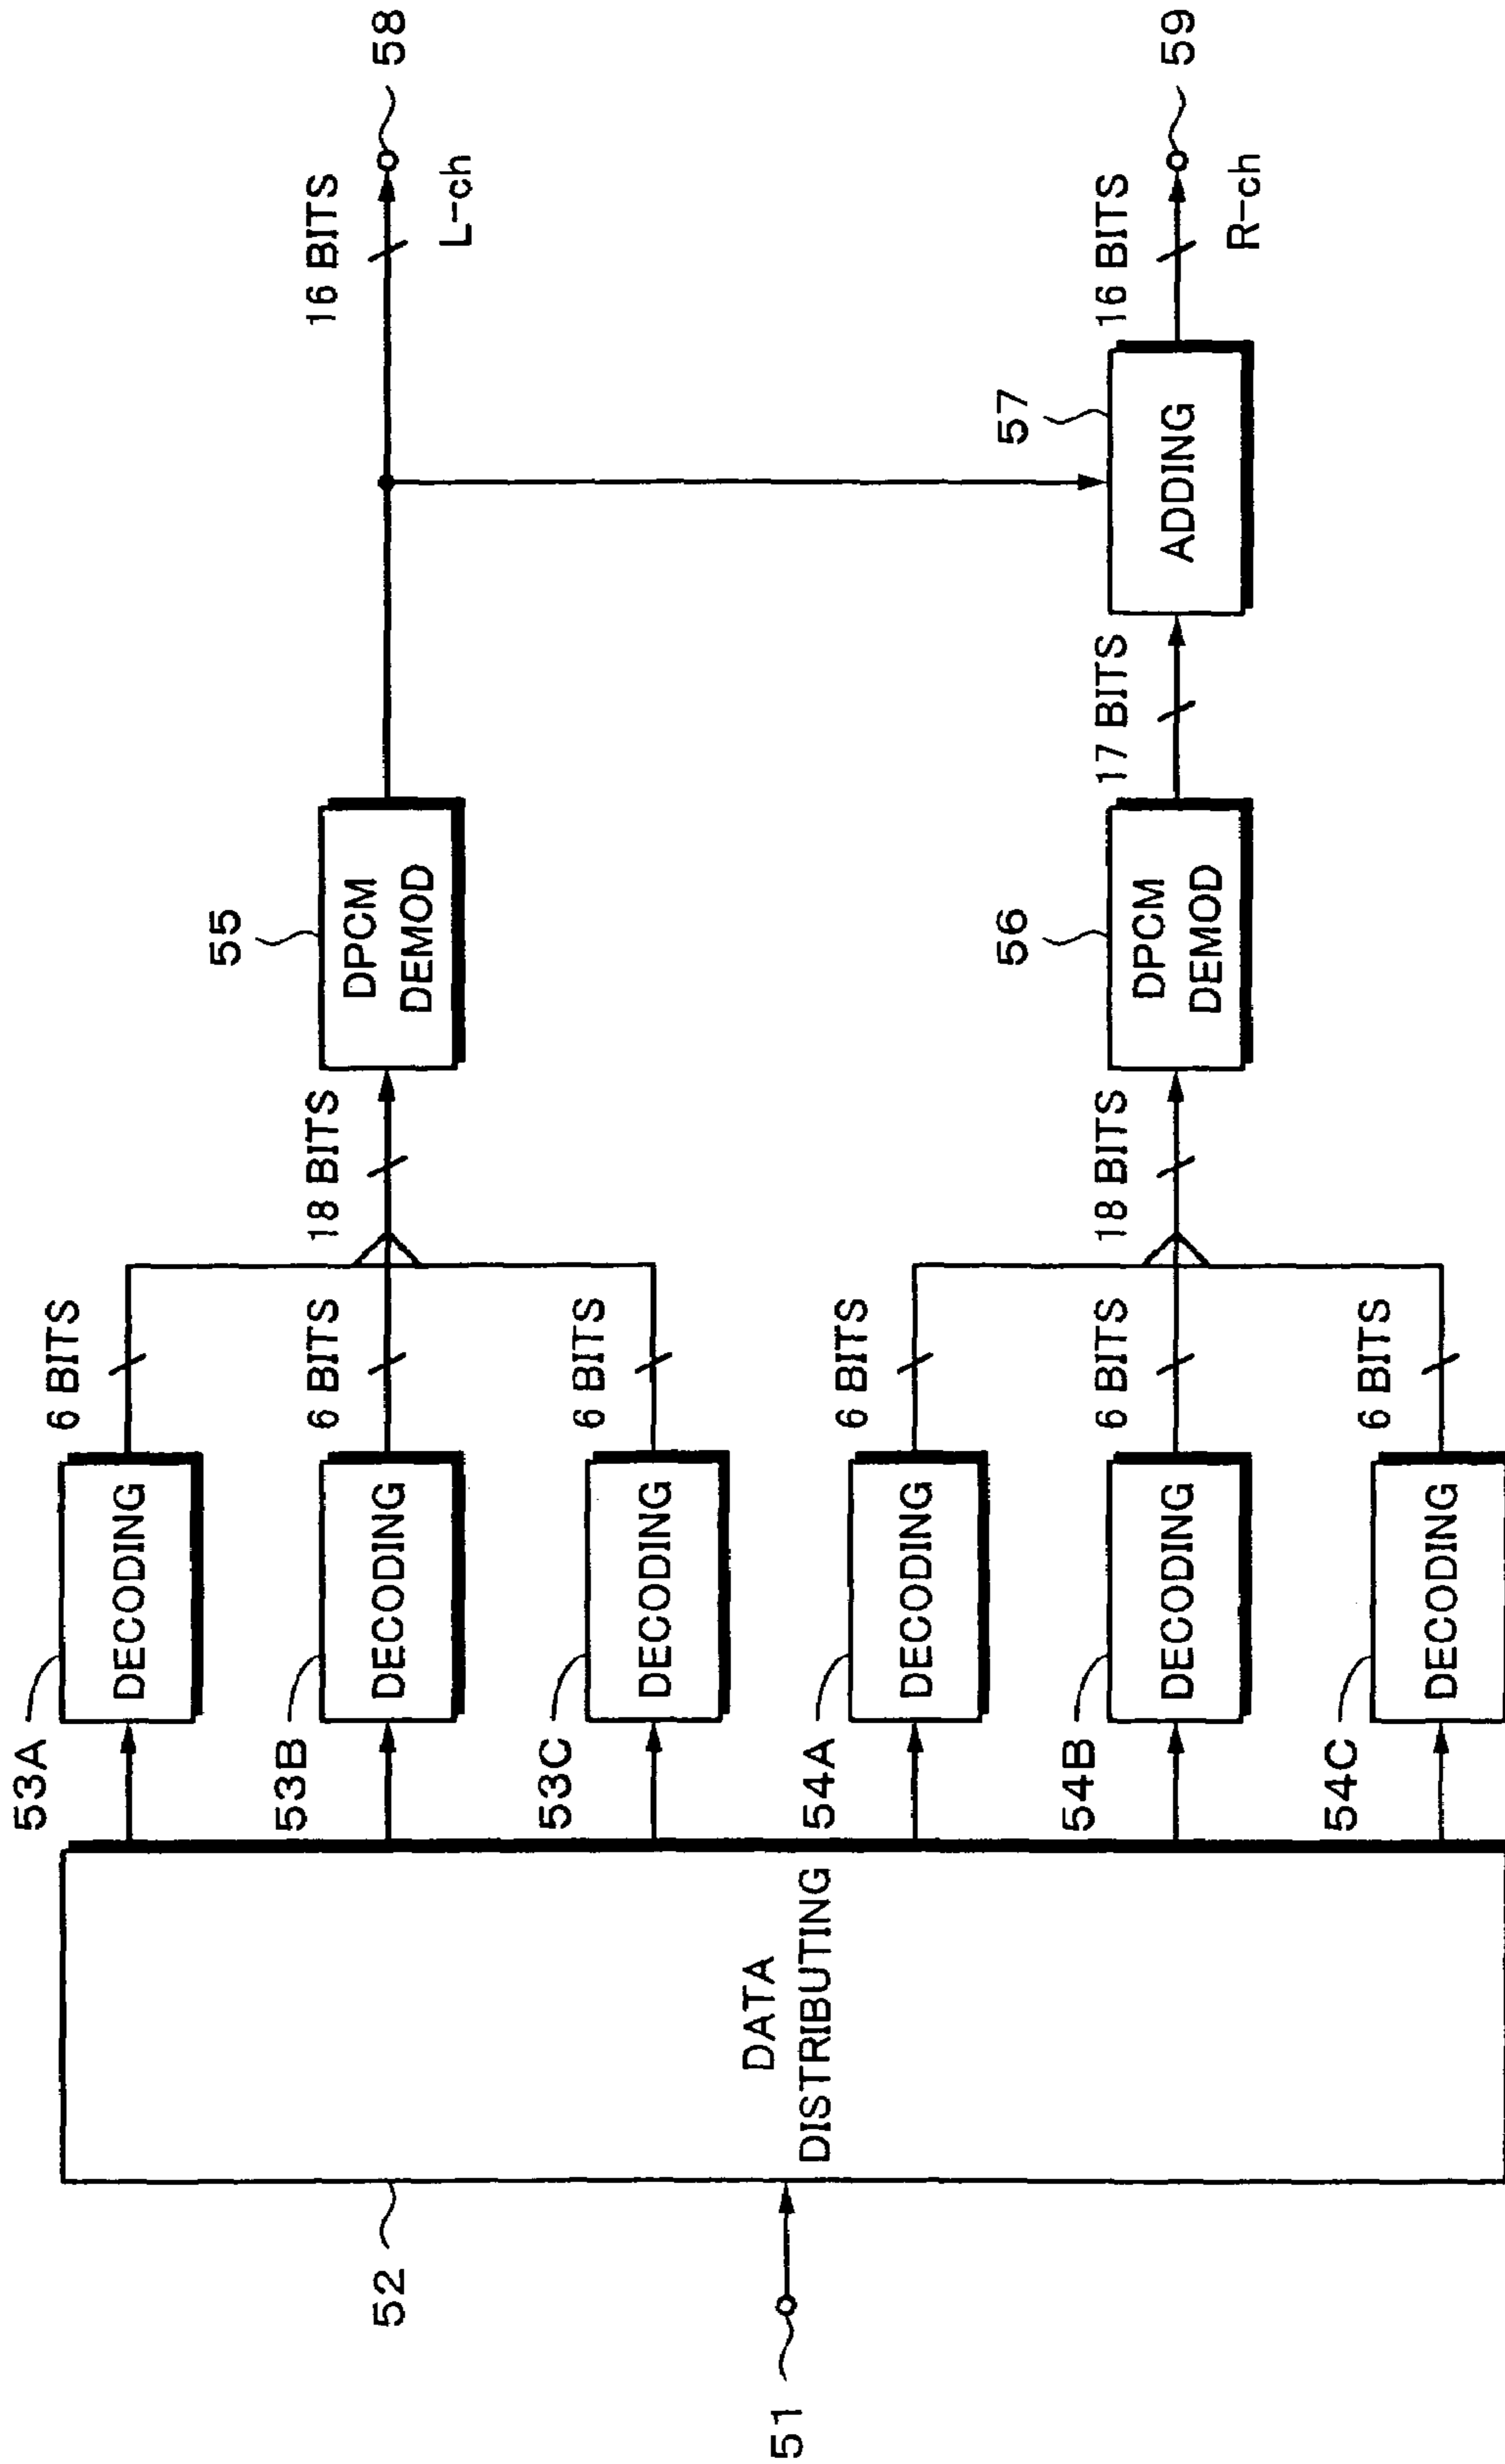 51
52
DATA
DISTRIBUTING
53A
DECODING
6 BITS
53B
DECODING
6 BITS
53C
DECODING
6 BITS
18 BITS
55
DPCM
DEMOD
16 BITS
L-ch
58
54A
DECODING
6 BITS
54B
DECODING
6 BITS
54C
DECODING
6 BITS
18 BITS
56
DPCM
DEMOD
17 BITS
57
ADDING
16 BITS
R-ch
59